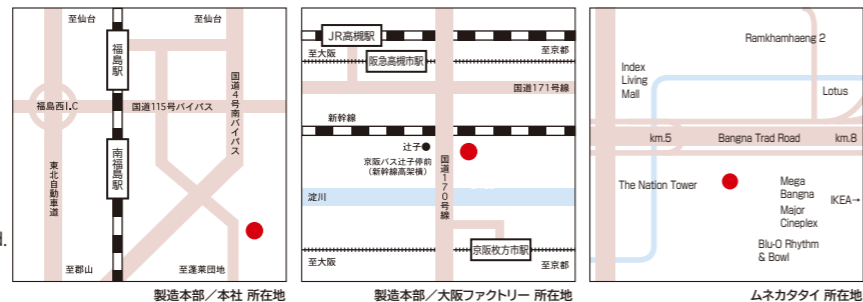 至仙台
至仙台
福島駅
福島西I.C
国道115号バイパス
国道4号南バイパス
南福島駅
東北自動車道
至郡山
至蓬莱団地
製造本部／本社 所在地
d.
JR高槻駅
至大阪
至京都
阪急高槻市駅
国道171号線
新幹線
辻子
京阪バス辻子停前
（新幹線高架横）
国道170号線
淀川
京阪枚方市駅
至大阪
至京都
製造本部／大阪ファクトリー 所在地
Ramkhamhaeng 2
Index
Living
Mall
Lotus
km.5
Bangna Trad Road
km.8
The Nation Tower
Mega
Bangna
IKEA→
Major
Cineplex
Blu-O Rhythm
& Bowl
ムネカタタイ 所在地